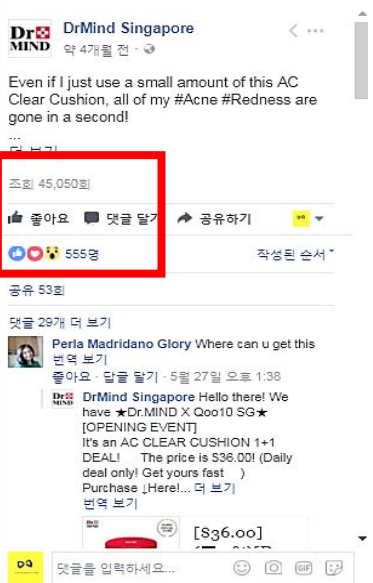 Dr
MIND
DrMind Singapore
약 4개월 전 ·
Even if I just use a small amount of this AC
Clear Cushion, all of my #Acne #Redness are
gone in a second!
...
더 보기
조회 45,050회
좋아요 댓글 달기 공유하기
555명 작성된 순서
공유 53회
댓글 29개 더 보기
Perla Madridano Glory Where can u get this
번역 보기
좋아요 · 답글 달기 · 5월 27일 오후 1:38
Dr
MIND
DrMind Singapore Hello there! We
have ★Dr.MIND X Qoo10 SG★
[OPENING EVENT]
It's an AC CLEAR CUSHION 1+1
DEAL! The price is S36.00! (Daily
deal only! Get yours fast )
Purchase ↓Here!... 더 보기
번역 보기
[S36.00]
댓글을 입력하세요...
GIF